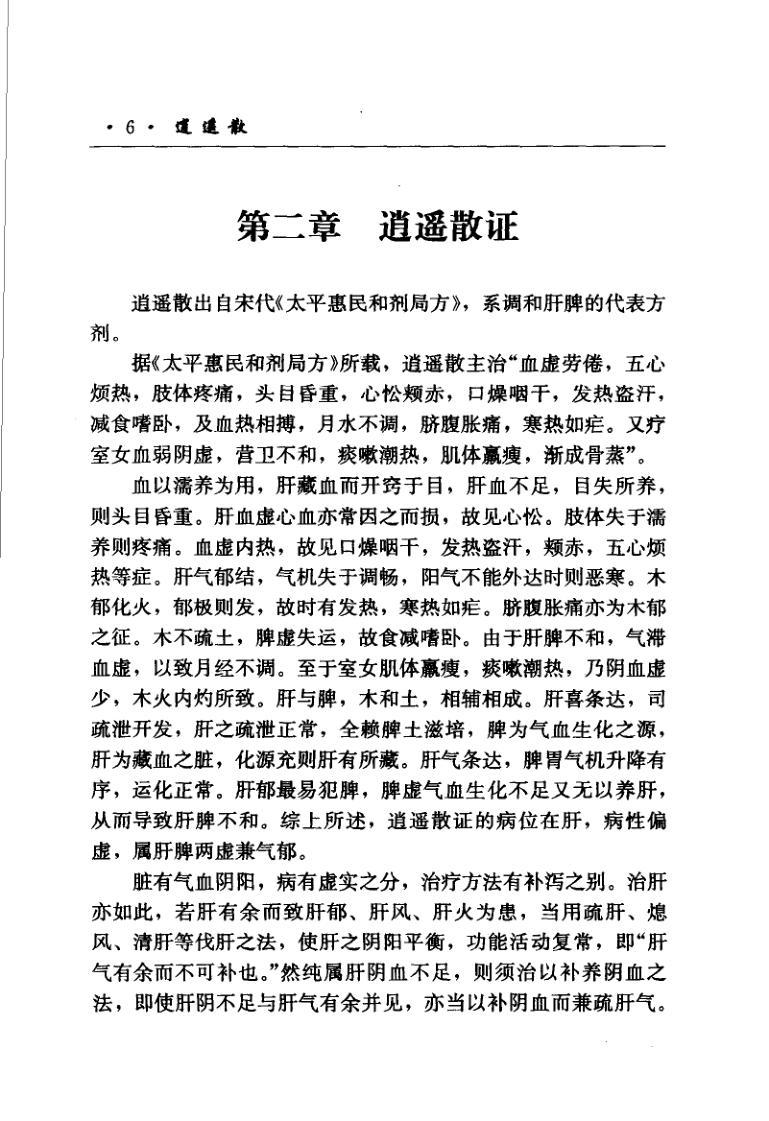 ·6· 逍遥散
第二章 逍遥散证
逍遥散出自宋代《太平惠民和剂局方》，系调和肝脾的代表方
剂。
据《太平惠民和剂局方》所载，逍遥散主治“血虚劳倦，五心
烦热，肢体疼痛，头目昏重，心忪颊赤，口燥咽干，发热盗汗，
减食嗜卧，及血热相搏，月水不调，脐腹胀痛，寒热如疟。又疗
室女血弱阴虚，营卫不和，痰嗽潮热，肌体羸瘦，渐成骨蒸”。
血以濡养为用，肝藏血而开窍于目，肝血不足，目失所养，
则头目昏重。肝血虚心血亦常因之而损，故见心忪。肢体失于濡
养则疼痛。血虚内热，故见口燥咽干，发热盗汗，颊赤，五心烦
热等症。肝气郁结，气机失于调畅，阳气不能外达时则恶寒。木
郁化火，郁极则发，故时有发热，寒热如疟。脐腹胀痛亦为木郁
之征。木不疏土，脾虚失运，故食减嗜卧。由于肝脾不和，气滞
血虚，以致月经不调。至于室女肌体羸瘦，痰嗽潮热，乃阴血虚
少，木火内灼所致。肝与脾，木和土，相辅相成。肝喜条达，司
疏泄开发，肝之疏泄正常，全赖脾土滋培，脾为气血生化之源，
肝为藏血之脏，化源充则肝有所藏。肝气条达，脾胃气机升降有
序，运化正常。肝郁最易犯脾，脾虚气血生化不足又无以养肝，
从而导致肝脾不和。综上所述，逍遥散证的病位在肝，病性偏
虚，属肝脾两虚兼气郁。
脏有气血阴阳，病有虚实之分，治疗方法有补泻之别。治肝
亦如此，若肝有余而致肝郁、肝风、肝火为患，当用疏肝、熄
风、清肝等伐肝之法，使肝之阴阳平衡，功能活动复常，即“肝
气有余而不可补也。”然纯属肝阴血不足，则须治以补养阴血之
法，即使肝阴不足与肝气有余并见，亦当以补阴血而兼疏肝气。